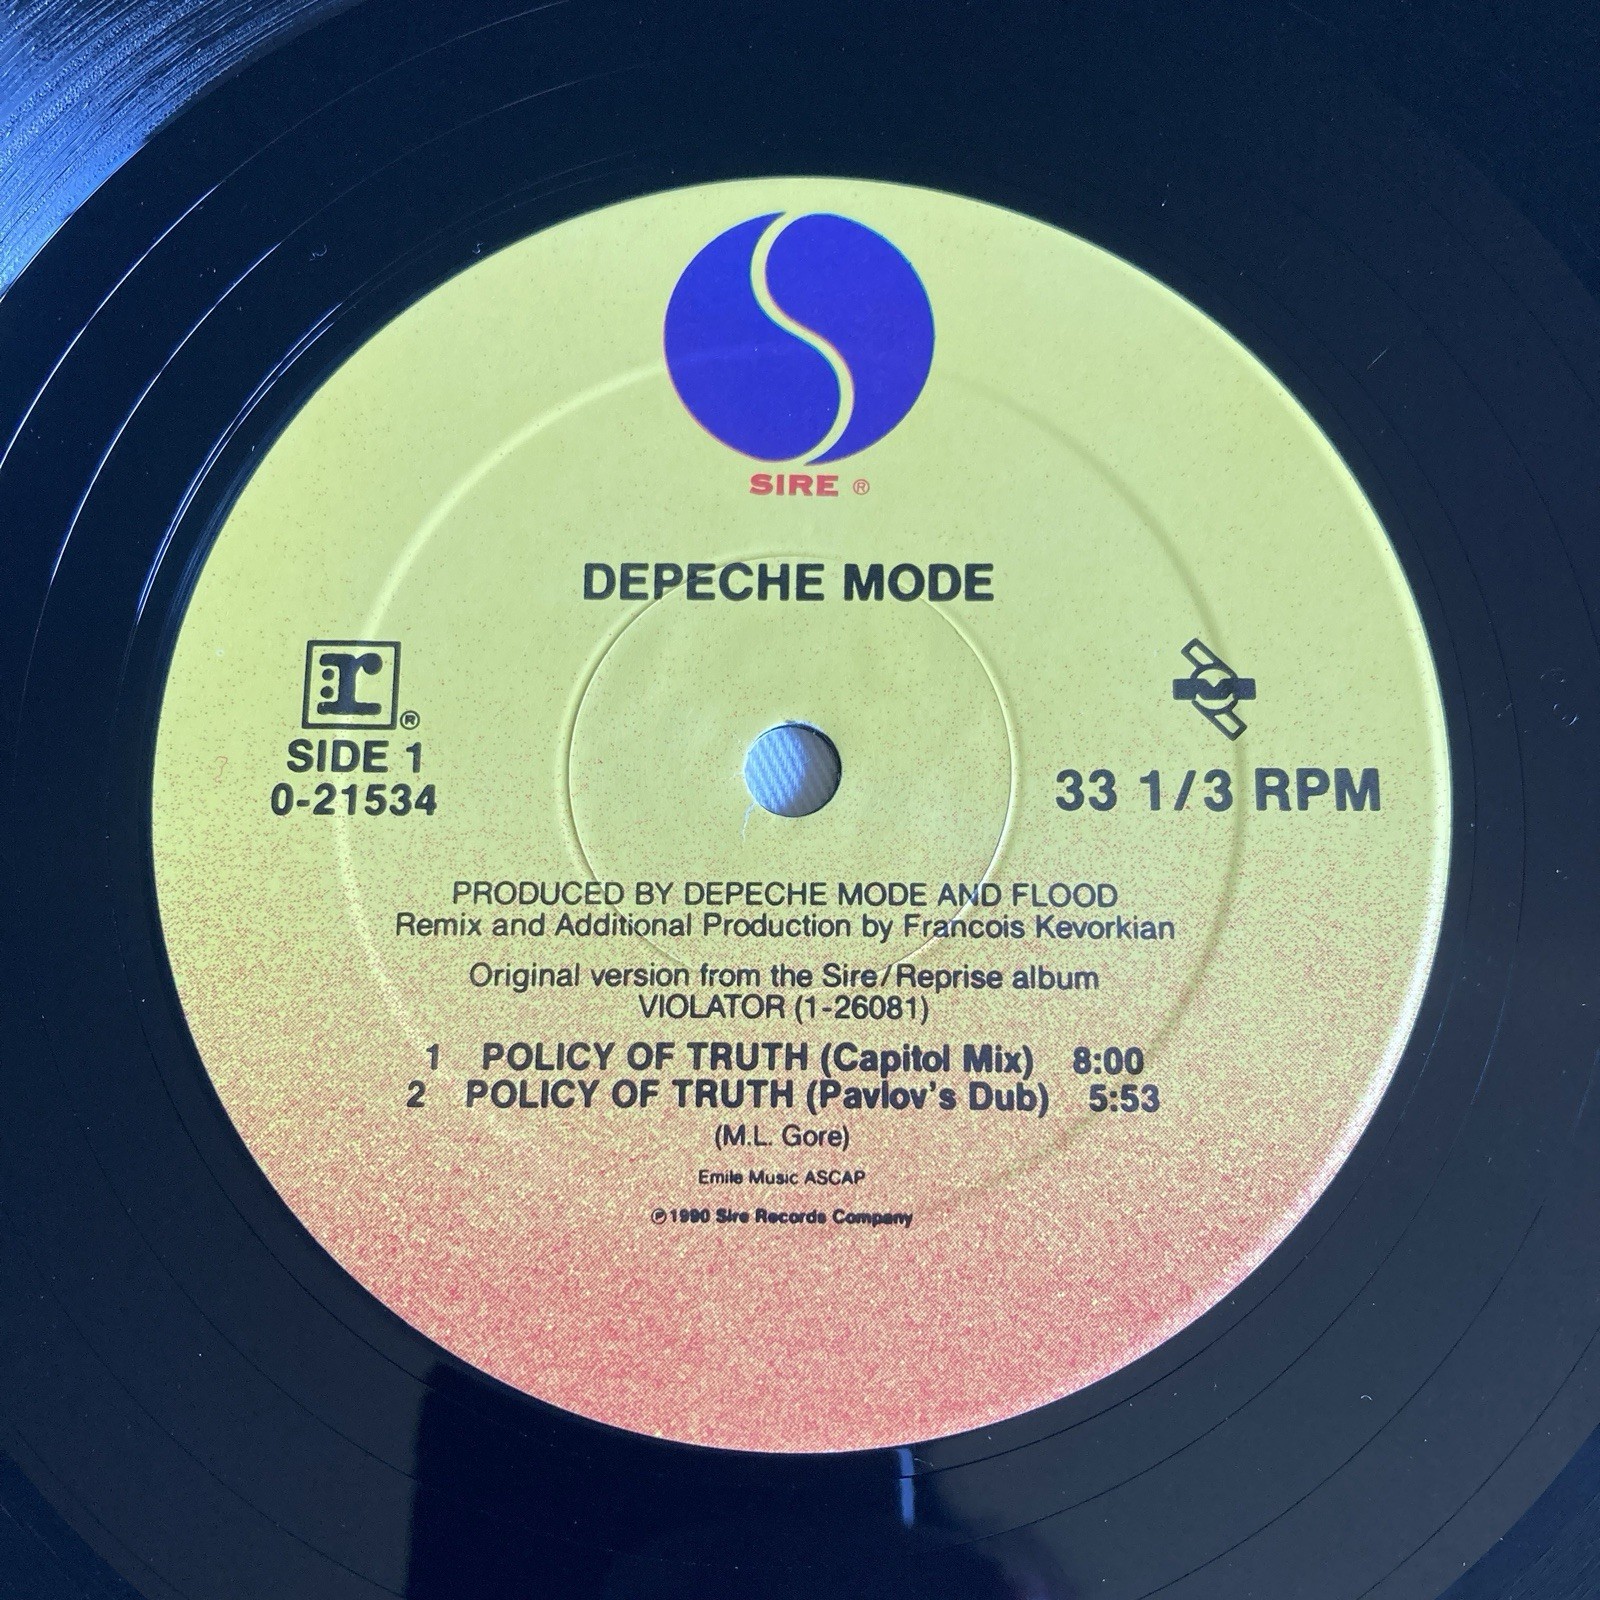 SIRE ®
DEPECHE MODE
r ®
SIDE 1
0-21534
33 1/3 RPM
PRODUCED BY DEPECHE MODE AND FLOOD
Remix and Additional Production by Francois Kevorkian
Original version from the Sire/Reprise album
VIOLATOR (1-26081)
1 POLICY OF TRUTH (Capitol Mix) 8:00
2 POLICY OF TRUTH (Pavlov's Dub) 5:53
(M.L. Gore)
Emile Music ASCAP
℗1990 Sire Records Company